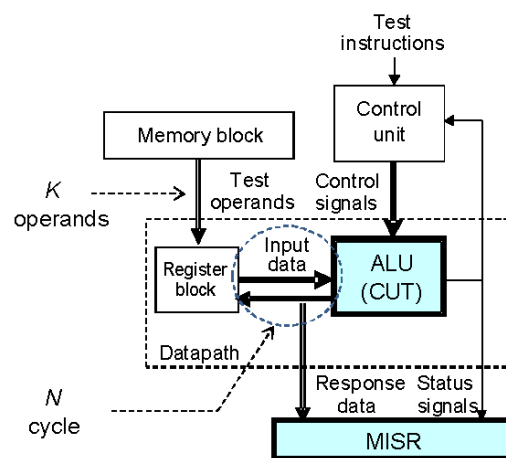 Test
instructions
Control
unit
Memory block
K
operands
Test
operands
Control
signals
Input
data
Register
block
ALU
(CUT)
Datapath
N
cycle
Response
data
Status
signals
MISR